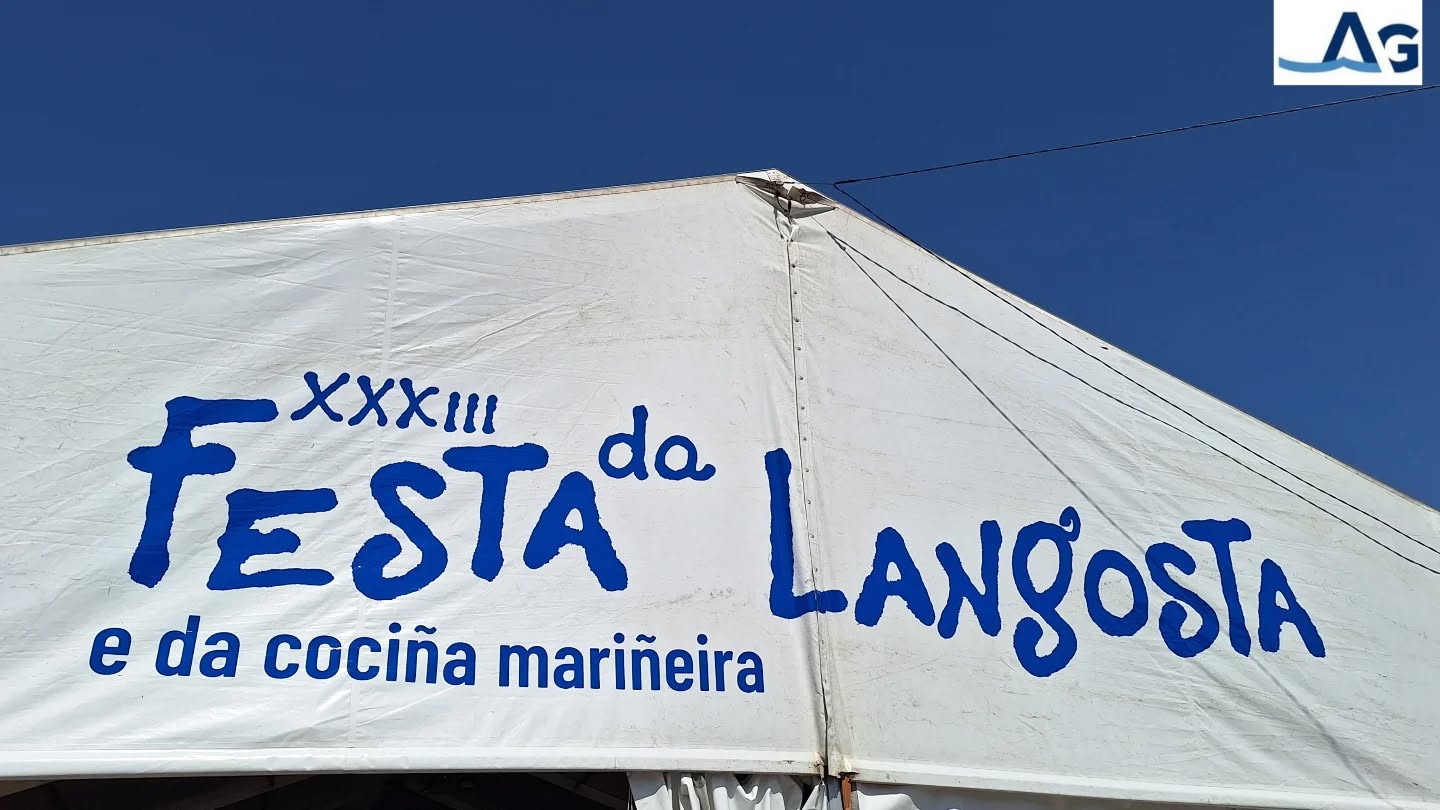 AG
XXXIII
FESTA da LANGOSTA
e da cociña mariñeira